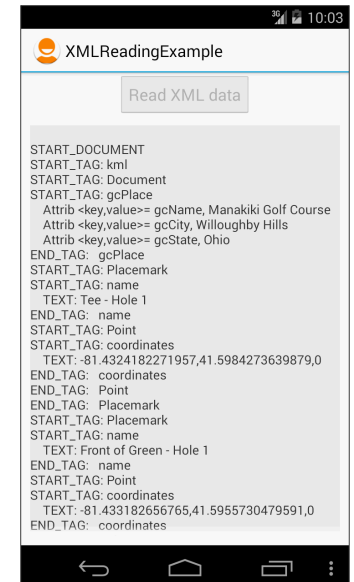 3G 10:03
XMLReadingExample
Read XML data
START_DOCUMENT
START_TAG: kml
START_TAG: Document
START_TAG: gcPlace
Attrib <key,value>= gcName, Manakiki Golf Course
Attrib <key,value>= gcCity, Willoughby Hills
Attrib <key,value>= gcState, Ohio
END_TAG: gcPlace
START_TAG: Placemark
START_TAG: name
TEXT: Tee - Hole 1
END_TAG: name
START_TAG: Point
START_TAG: coordinates
TEXT: -81.4324182271957,41.5984273639879,0
END_TAG: coordinates
END_TAG: Point
END_TAG: Placemark
START_TAG: Placemark
START_TAG: name
TEXT: Front of Green - Hole 1
END_TAG: name
START_TAG: Point
START_TAG: coordinates
TEXT: -81.433182656765,41.5955730479591,0
END_TAG: coordinates